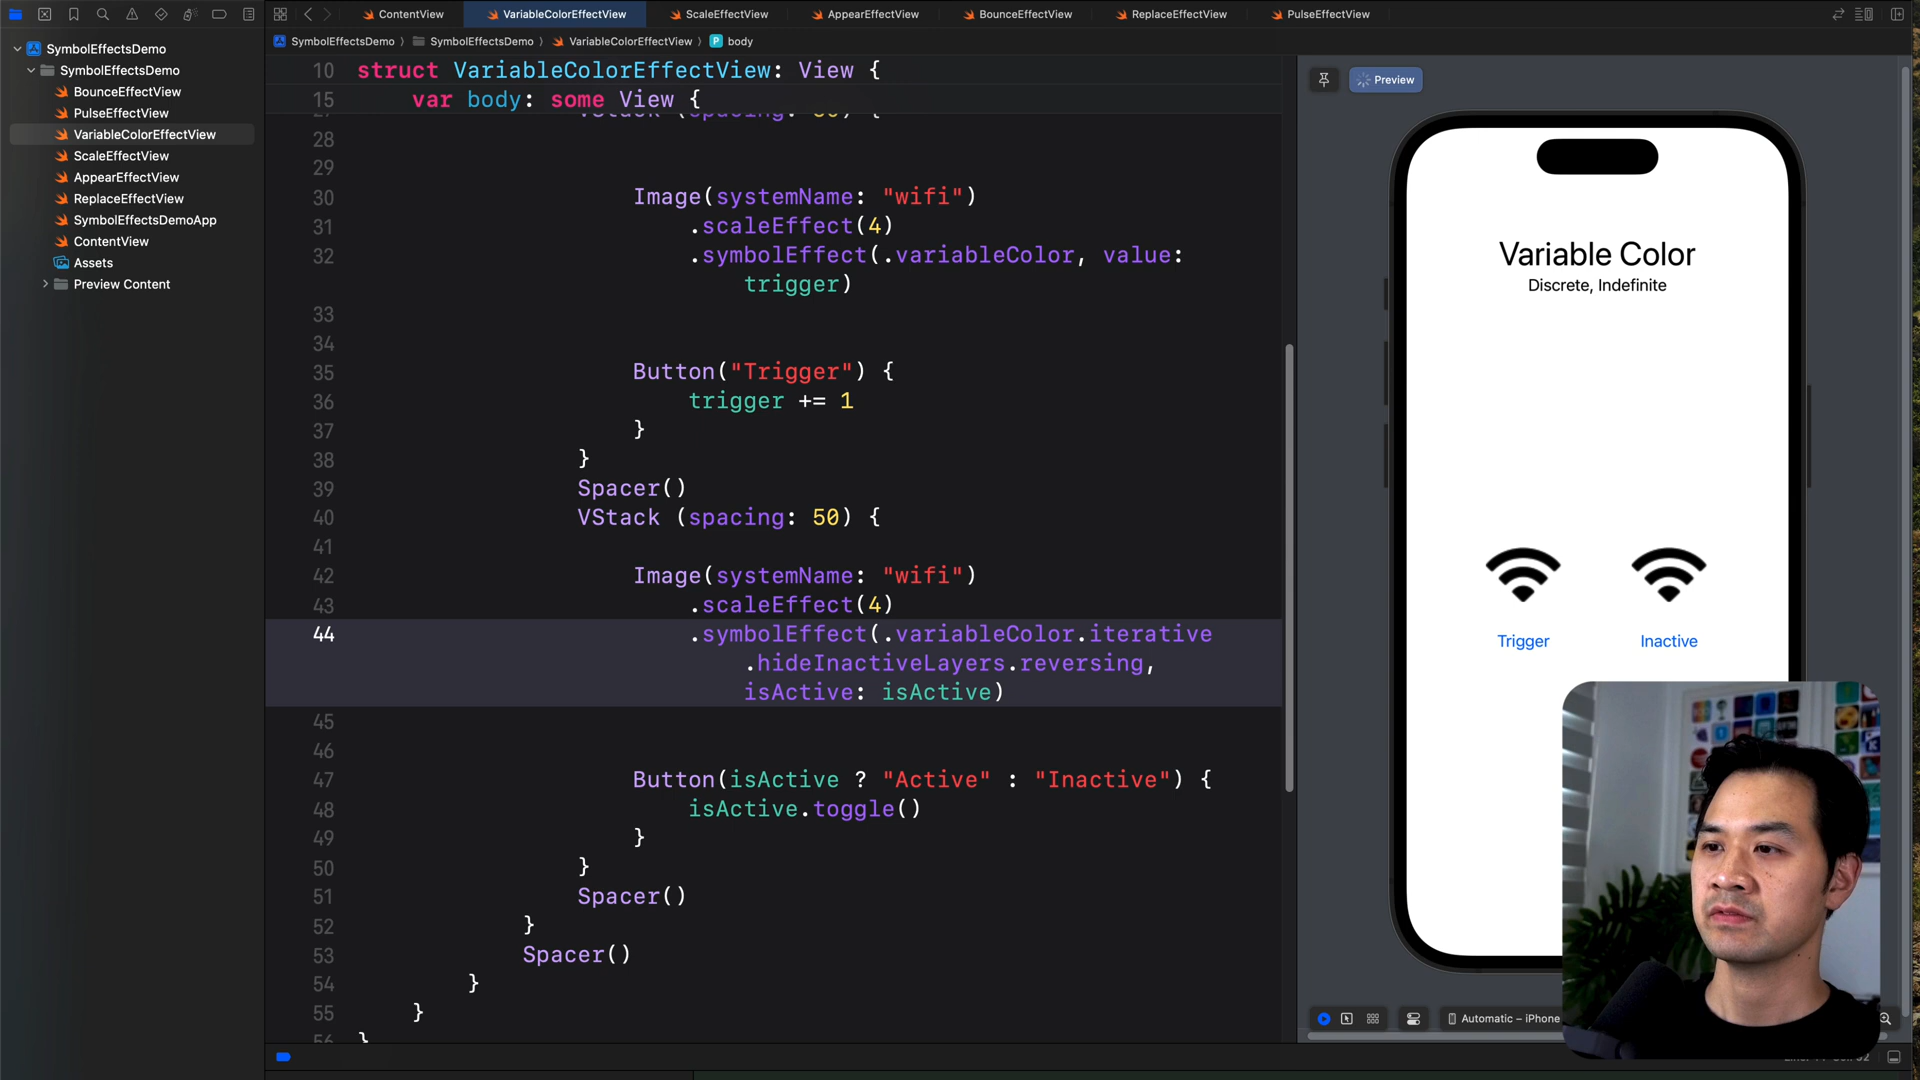 ContentView
VariableColorEffectView
ScaleEffectView
AppearEffectView
BounceEffectView
ReplaceEffectView
PulseEffectView
SymbolEffectsDemo
SymbolEffectsDemo
BounceEffectView
PulseEffectView
VariableColorEffectView
ScaleEffectView
AppearEffectView
ReplaceEffectView
SymbolEffectsDemoApp
ContentView
Assets
Preview Content
SymbolEffectsDemo 〉 SymbolEffectsDemo 〉 VariableColorEffectView 〉 P body
10 struct VariableColorEffectView: View {
15 var body: some View {
28
29
30 Image(systemName: "wifi")
31 .scaleEffect(4)
32 .symbolEffect(.variableColor, value:
trigger)
33
34
35 Button("Trigger") {
36 trigger += 1
37 }
38 }
39 Spacer()
40 VStack (spacing: 50) {
41
42 Image(systemName: "wifi")
43 .scaleEffect(4)
44 .symbolEffect(.variableColor.iterative
.hideInactiveLayers.reversing,
isActive: isActive)
45
46
47 Button(isActive ? "Active" : "Inactive") {
48 isActive.toggle()
49 }
50 }
51 Spacer()
52 }
53 Spacer()
54 }
55 }
56 }
Preview
Variable Color
Discrete, Indefinite
Trigger
Inactive
Automatic – iPhone